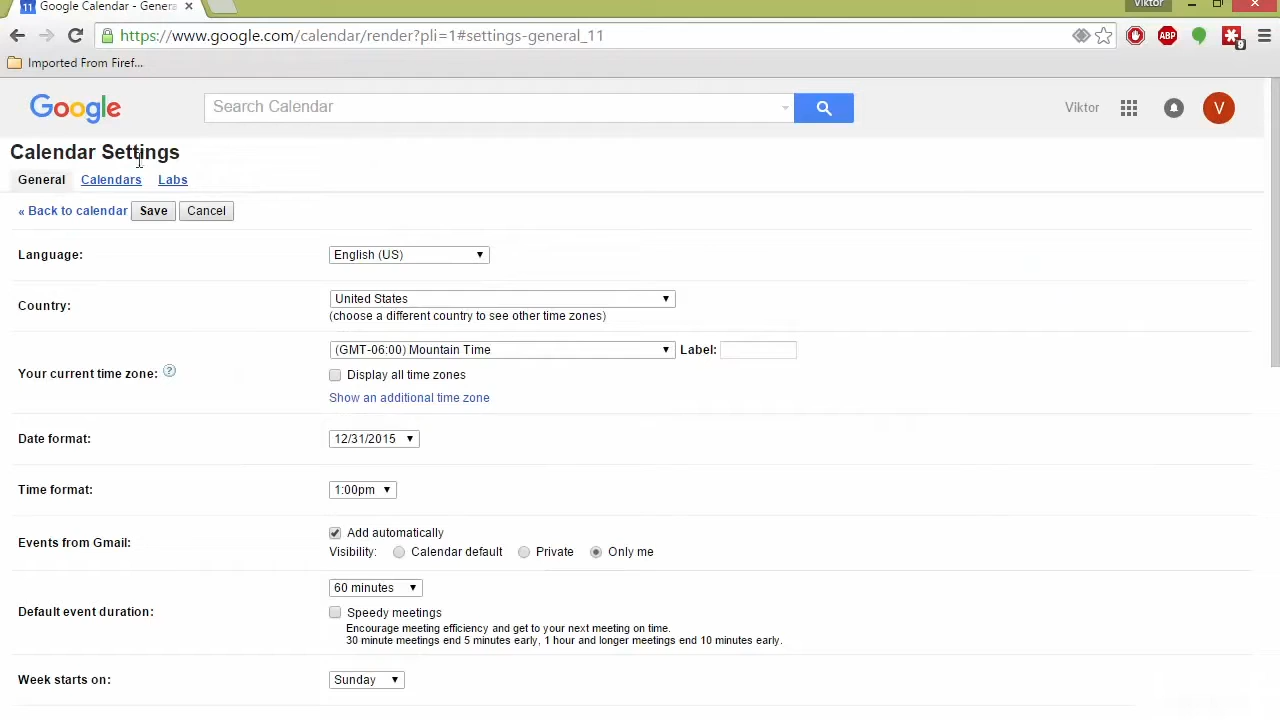 Google Calendar - Genera
Viktor
https://www.google.com/calendar/render?pli=1#settings-general_11
ABP
9
Imported From Firef...
Google
Search Calendar
Viktor
V
Calendar Settings
General Calendars Labs
« Back to calendar Save Cancel
Language: English (US)
Country: United States
(choose a different country to see other time zones)
Your current time zone: ? (GMT-06:00) Mountain Time Label:
Display all time zones
Show an additional time zone
Date format: 12/31/2015
Time format: 1:00pm
Events from Gmail: Add automatically
Visibility: Calendar default Private Only me
Default event duration: 60 minutes
Speedy meetings
Encourage meeting efficiency and get to your next meeting on time.
30 minute meetings end 5 minutes early, 1 hour and longer meetings end 10 minutes early.
Week starts on: Sunday